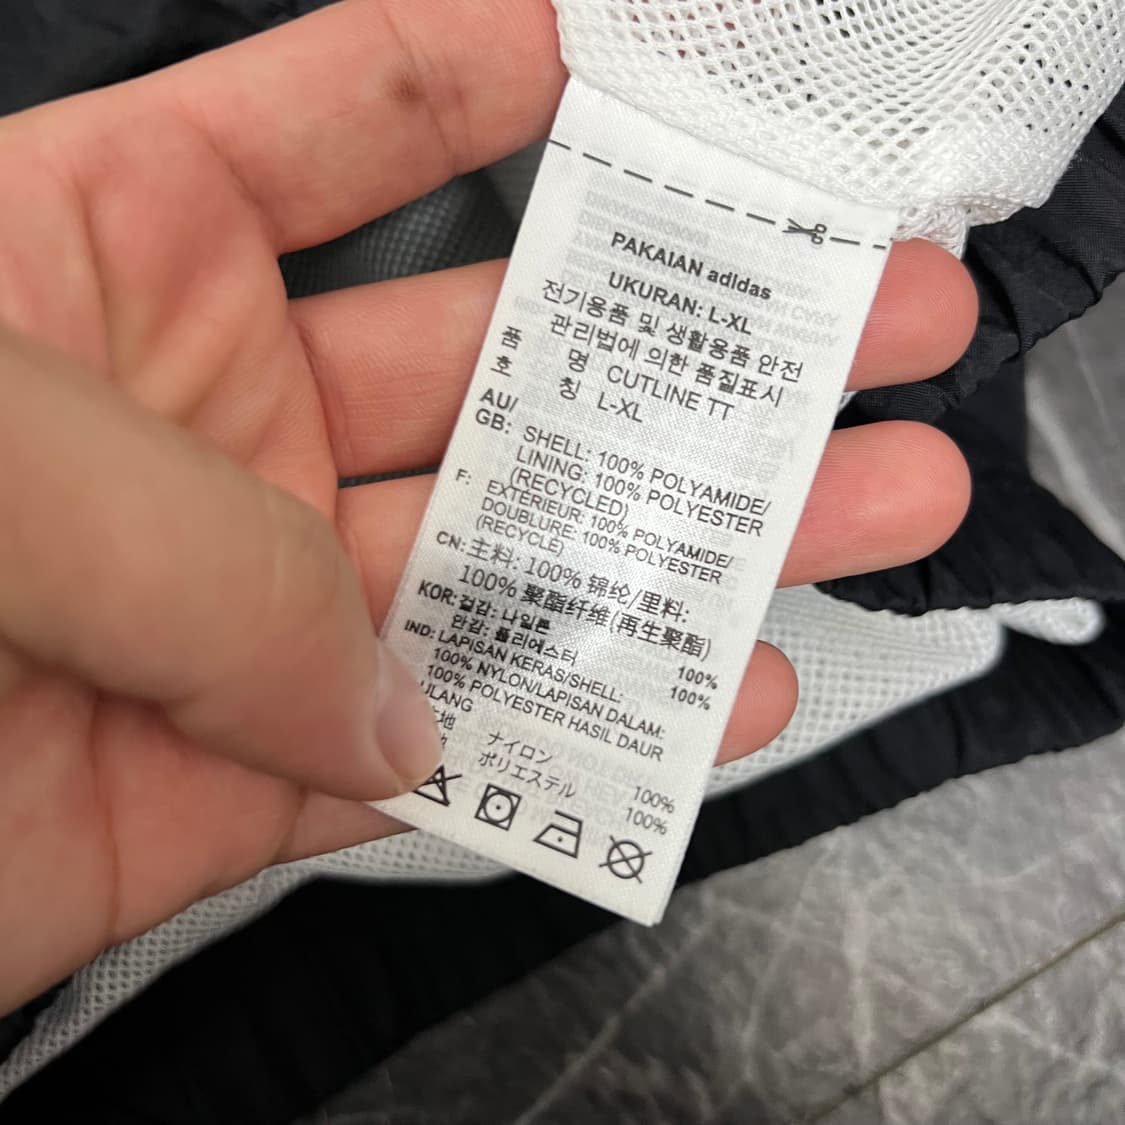 PAKAIAN adidas
UKURAN: L-XL
전기용품 및 생활용품 안전
관리법에 의한 품질표시
품 명 CUTLINE TT
호 칭 L-XL
AU/
GB: SHELL: 100% POLYAMIDE/
LINING: 100% POLYESTER
(RECYCLED)
F: EXTÉRIEUR: 100% POLYAMIDE/
DOUBLURE: 100% POLYESTER
(RECYCLE)
CN: 主料: 100% 锦纶/里料:
100% 聚酯纤维(再生聚酯)
KOR: 겉감: 나일론 100%
안감: 폴리에스터 100%
IND: LAPISAN KERAS/SHELL:
100% NYLON/LAPISAN DALAM:
100% POLYESTER HASIL DAUR
ULANG
地 ナイロン 100%
ポリエステル 100%